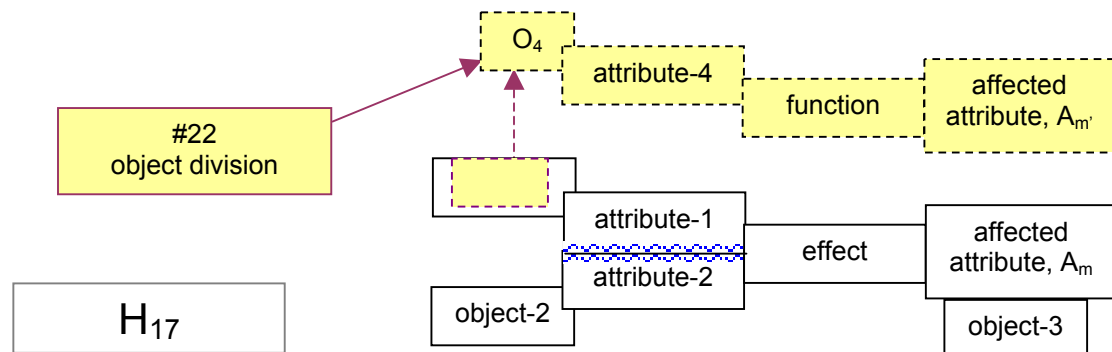 O₄
attribute-4
function
affected
attribute, Aₘ'
#22
object division
attribute-1
effect
affected
attribute, Aₘ
attribute-2
object-2
object-3
H₁₇